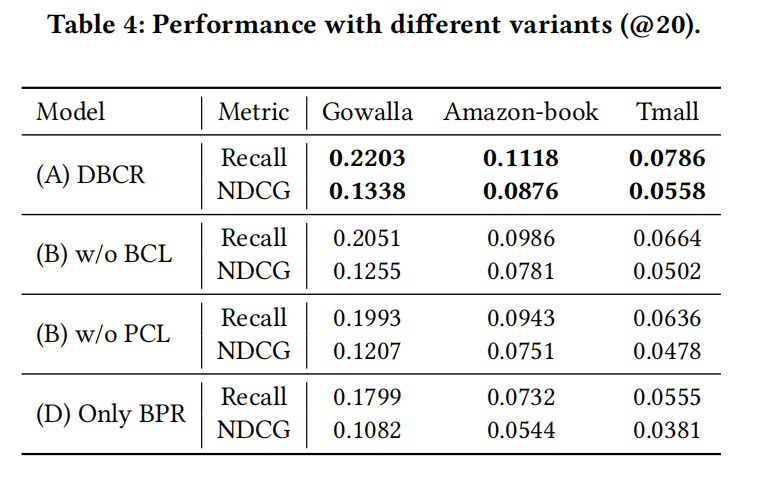 Table 4: Performance with different variants (@20).
Model Metric Gowalla Amazon-book Tmall
(A) DBCR Recall 0.2203 0.1118 0.0786
NDCG 0.1338 0.0876 0.0558
(B) w/o BCL Recall 0.2051 0.0986 0.0664
NDCG 0.1255 0.0781 0.0502
(B) w/o PCL Recall 0.1993 0.0943 0.0636
NDCG 0.1207 0.0751 0.0478
(D) Only BPR Recall 0.1799 0.0732 0.0555
NDCG 0.1082 0.0544 0.0381